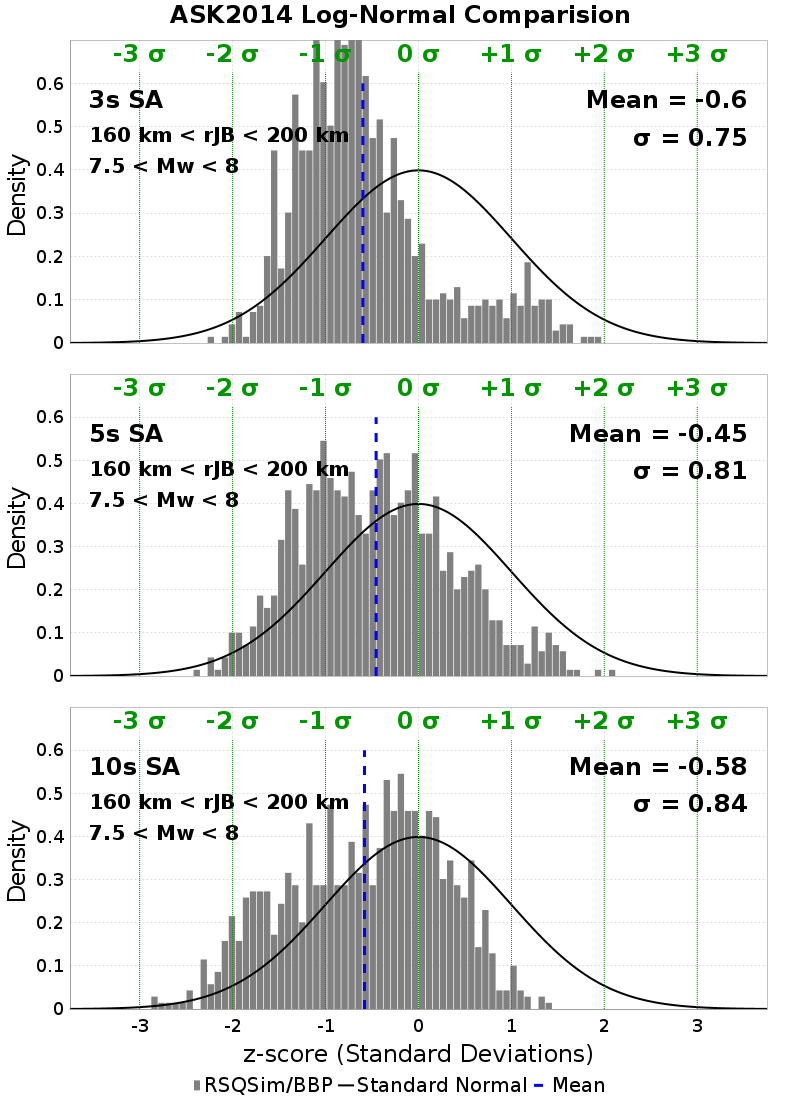 ASK2014 Log-Normal Comparision
-3 σ -2 σ -1 σ 0 σ +1 σ +2 σ +3 σ
3s SA
Mean = -0.6
160 km < rJB < 200 km
σ = 0.75
7.5 < Mw < 8
Density
0.6
0.5
0.4
0.3
0.2
0.1
0
-3 σ -2 σ -1 σ 0 σ +1 σ +2 σ +3 σ
5s SA
Mean = -0.45
160 km < rJB < 200 km
σ = 0.81
7.5 < Mw < 8
Density
0.6
0.5
0.4
0.3
0.2
0.1
0
-3 σ -2 σ -1 σ 0 σ +1 σ +2 σ +3 σ
10s SA
Mean = -0.58
160 km < rJB < 200 km
σ = 0.84
7.5 < Mw < 8
Density
0.6
0.5
0.4
0.3
0.2
0.1
0
-3 -2 -1 0 1 2 3
z-score (Standard Deviations)
RSQSim/BBP Standard Normal Mean